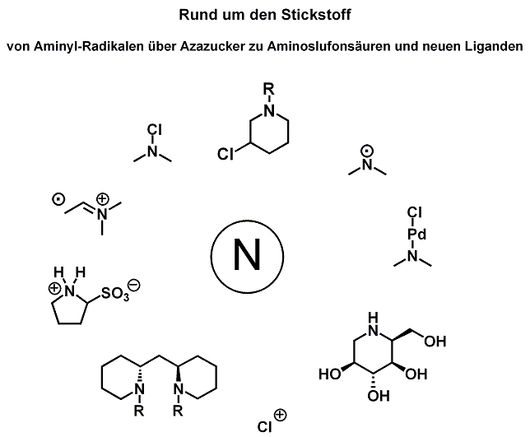 Rund um den Stickstoff
von Aminyl-Radikalen über Azazucker zu Aminoslufonsäuren und neuen Liganden
R
Cl
N
Cl
N
N
N
Cl
Pd
N
N
H H
N
SO3
H
N
OH
HO
OH
OH
N
N
R
R
Cl